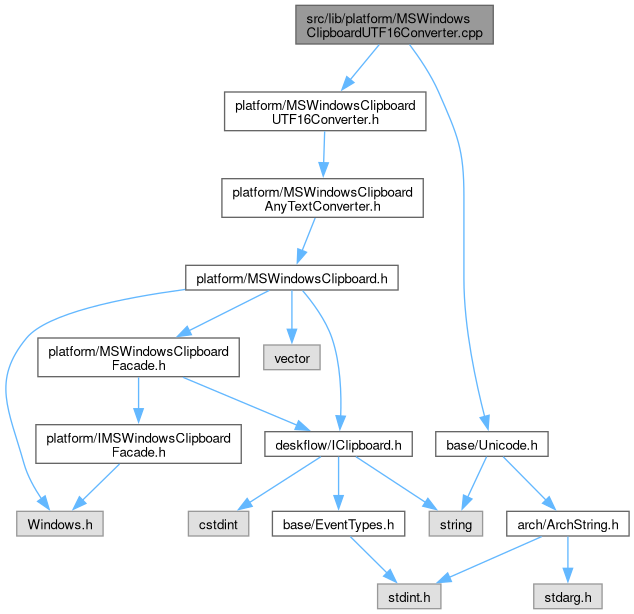 src/lib/platform/MSWindows
ClipboardUTF16Converter.cpp
platform/MSWindowsClipboard
UTF16Converter.h
platform/MSWindowsClipboard
AnyTextConverter.h
platform/MSWindowsClipboard.h
platform/MSWindowsClipboard
Facade.h
vector
platform/IMSWindowsClipboard
Facade.h
deskflow/IClipboard.h
base/Unicode.h
Windows.h
cstdint
base/EventTypes.h
string
arch/ArchString.h
stdint.h
stdarg.h